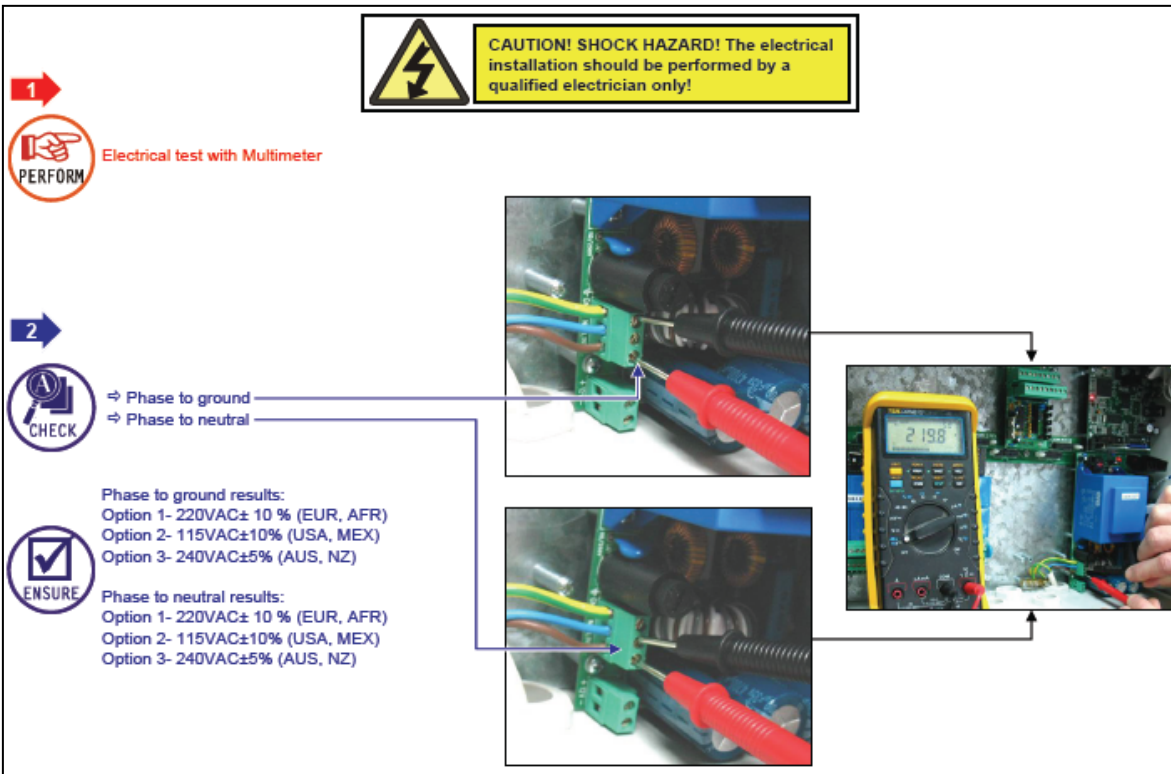 CAUTION! SHOCK HAZARD! The electrical
installation should be performed by a
qualified electrician only!
1
PERFORM
Electrical test with Multimeter
2
A
CHECK
⇨ Phase to ground
⇨ Phase to neutral
ENSURE
Phase to ground results:
Option 1- 220VAC± 10 % (EUR, AFR)
Option 2- 115VAC±10% (USA, MEX)
Option 3- 240VAC±5% (AUS, NZ)
Phase to neutral results:
Option 1- 220VAC± 10 % (EUR, AFR)
Option 2- 115VAC±10% (USA, MEX)
Option 3- 240VAC±5% (AUS, NZ)
219.8